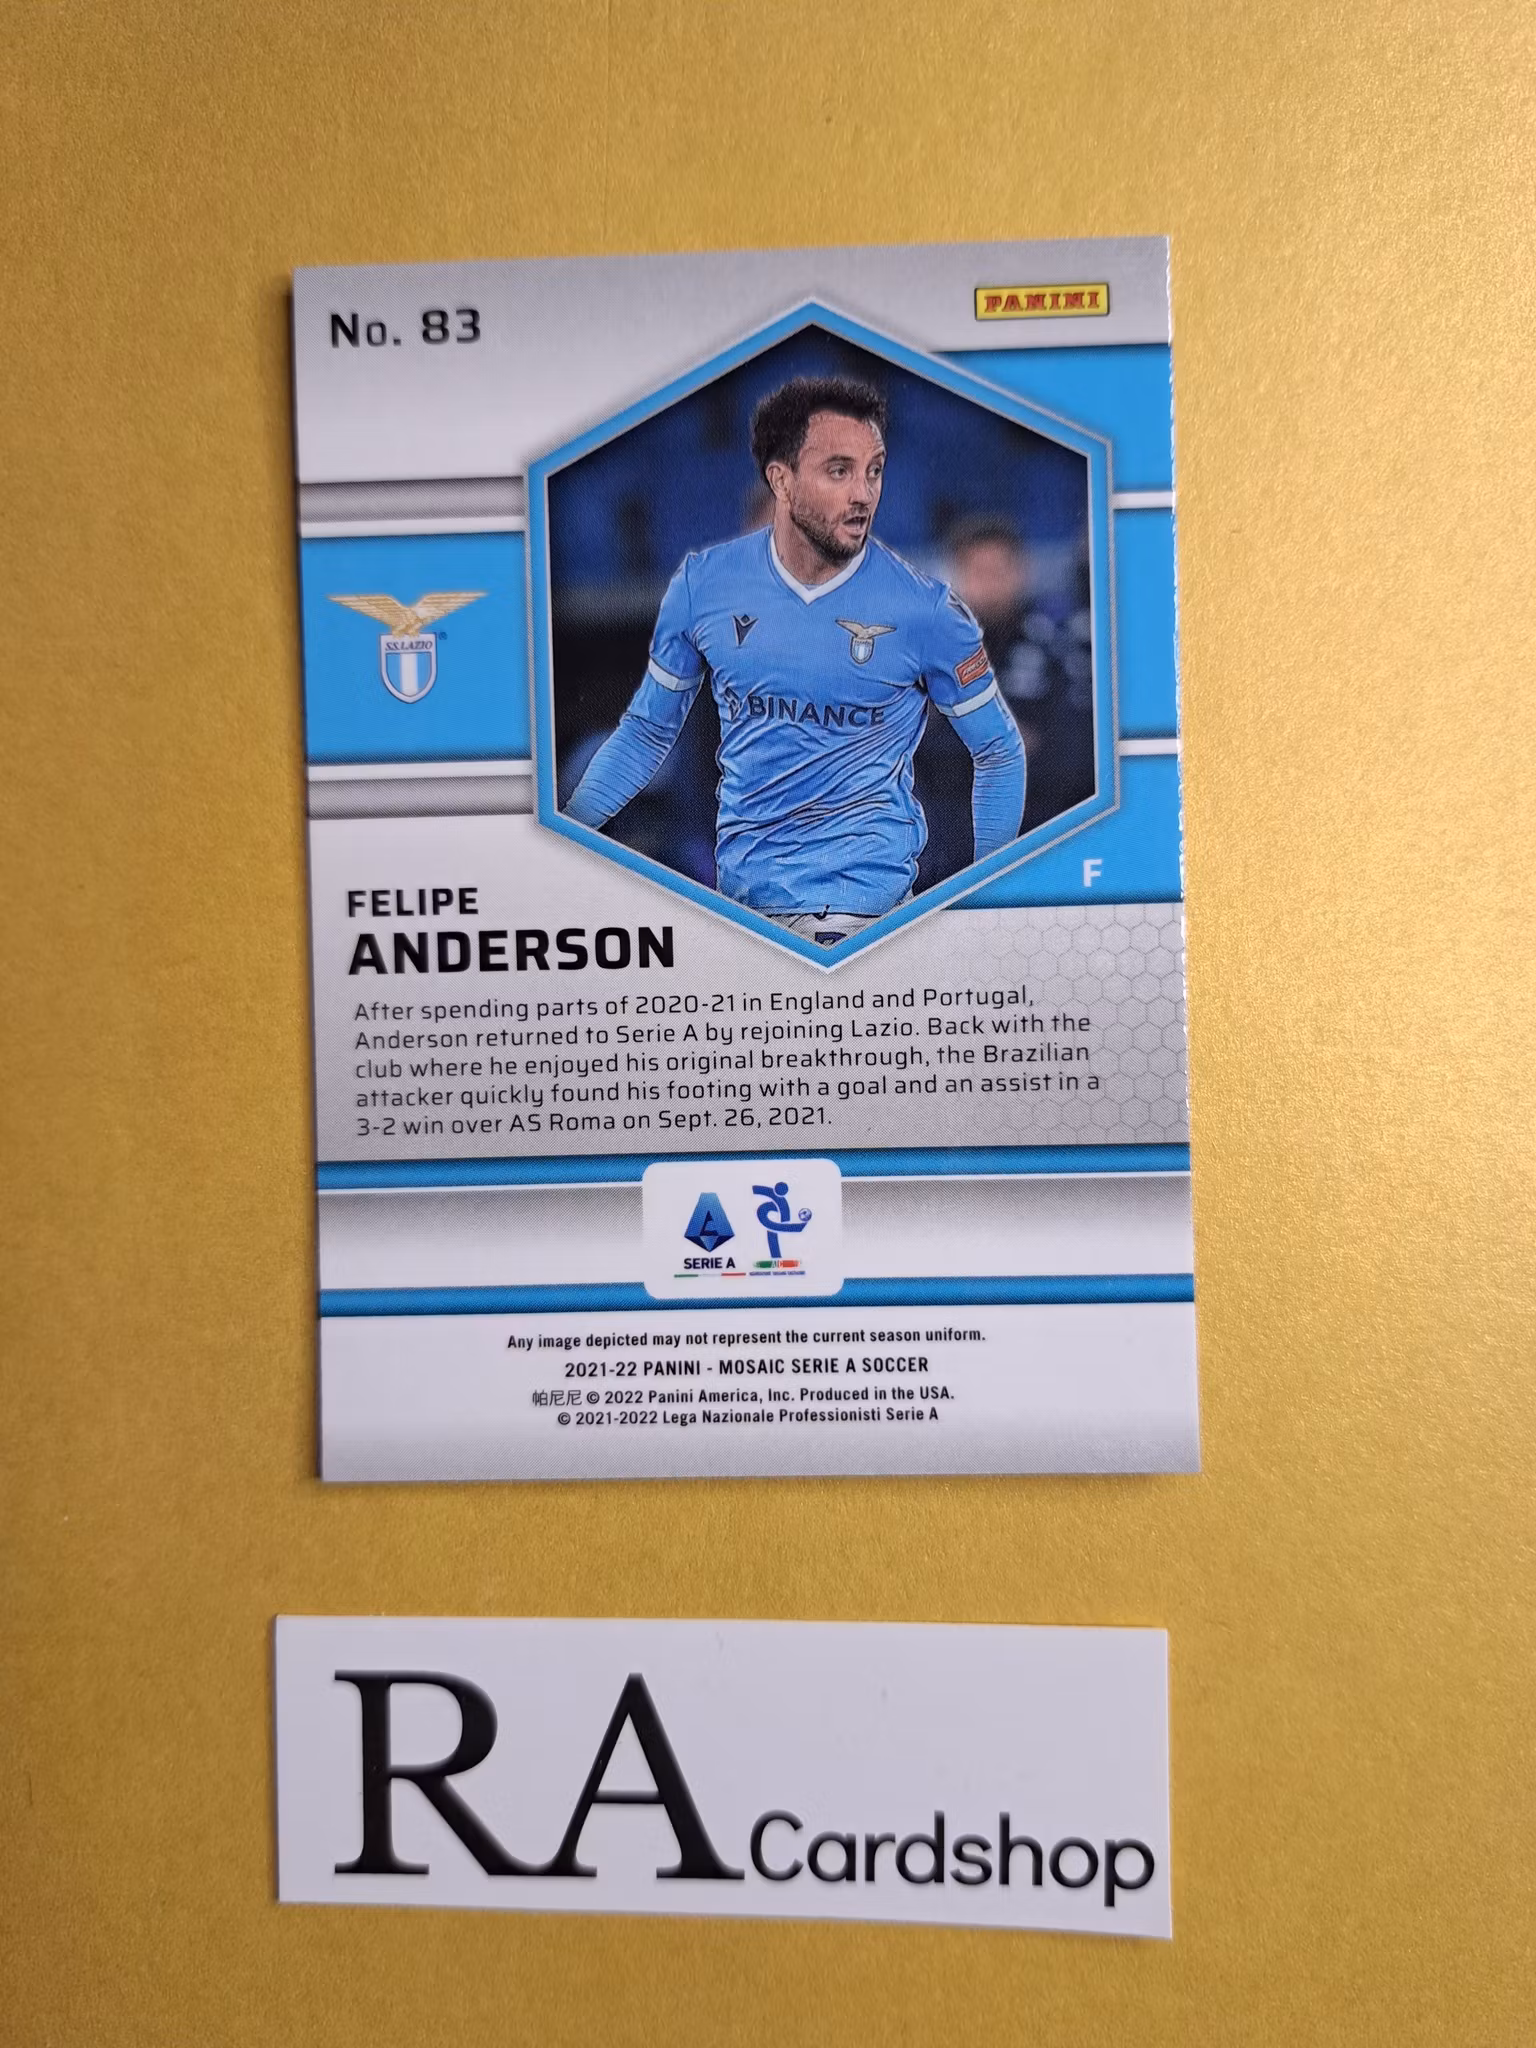 No. 83
PANINI
S.S.LAZIO
BINANCE
F
FELIPE
ANDERSON
After spending parts of 2020-21 in England and Portugal,
Anderson returned to Serie A by rejoining Lazio. Back with the
club where he enjoyed his original breakthrough, the Brazilian
attacker quickly found his footing with a goal and an assist in a
3-2 win over AS Roma on Sept. 26, 2021.
SERIE A
AIC
Any image depicted may not represent the current season uniform.
2021-22 PANINI - MOSAIC SERIE A SOCCER
帕尼尼 © 2022 Panini America, Inc. Produced in the USA.
© 2021-2022 Lega Nazionale Professionisti Serie A
RA Cardshop